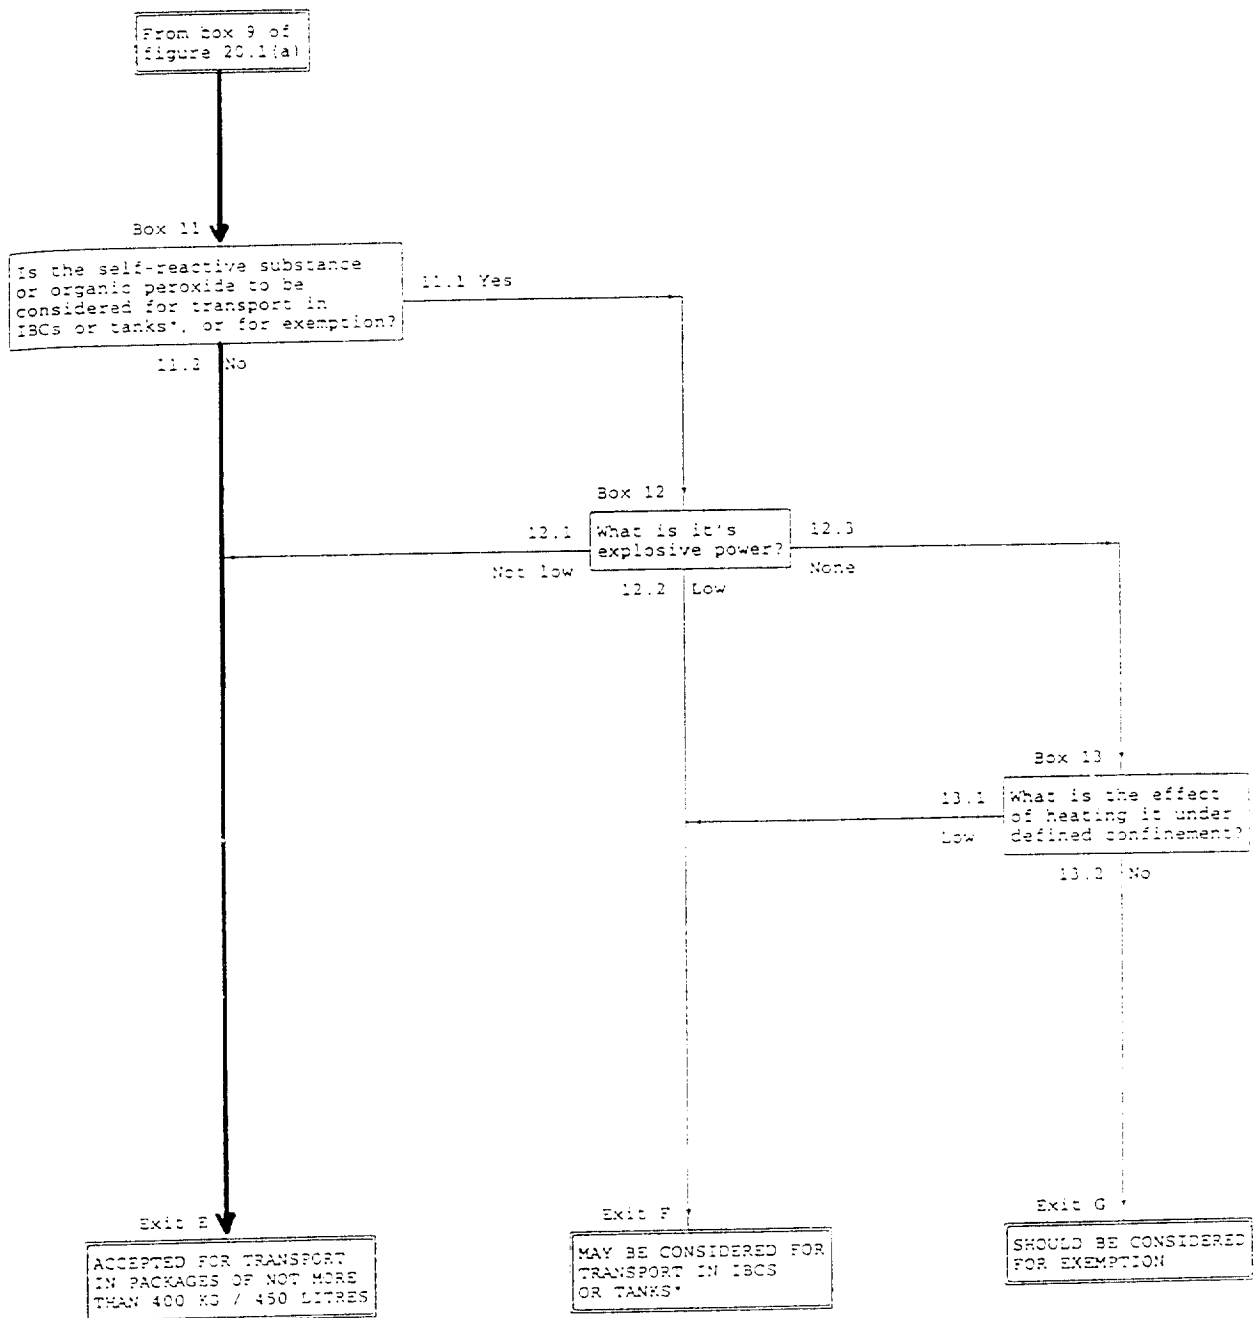 From box 9 of
figure 20.1(a)
Box 11
Is the self-reactive substance
or organic peroxide to be
considered for transport in
IBCs or tanks*, or for exemption?
11.1 Yes
11.2 No
Box 12
What is it's
explosive power?
12.1
Not low
12.2 Low
12.3
None
Box 13
What is the effect
of heating it under
defined confinement?
13.1
Low
13.2 No
Exit E
ACCEPTED FOR TRANSPORT
IN PACKAGES OF NOT MORE
THAN 400 KG / 450 LITRES
Exit F
MAY BE CONSIDERED FOR
TRANSPORT IN IBCS
OR TANKS*
Exit G
SHOULD BE CONSIDERED
FOR EXEMPTION